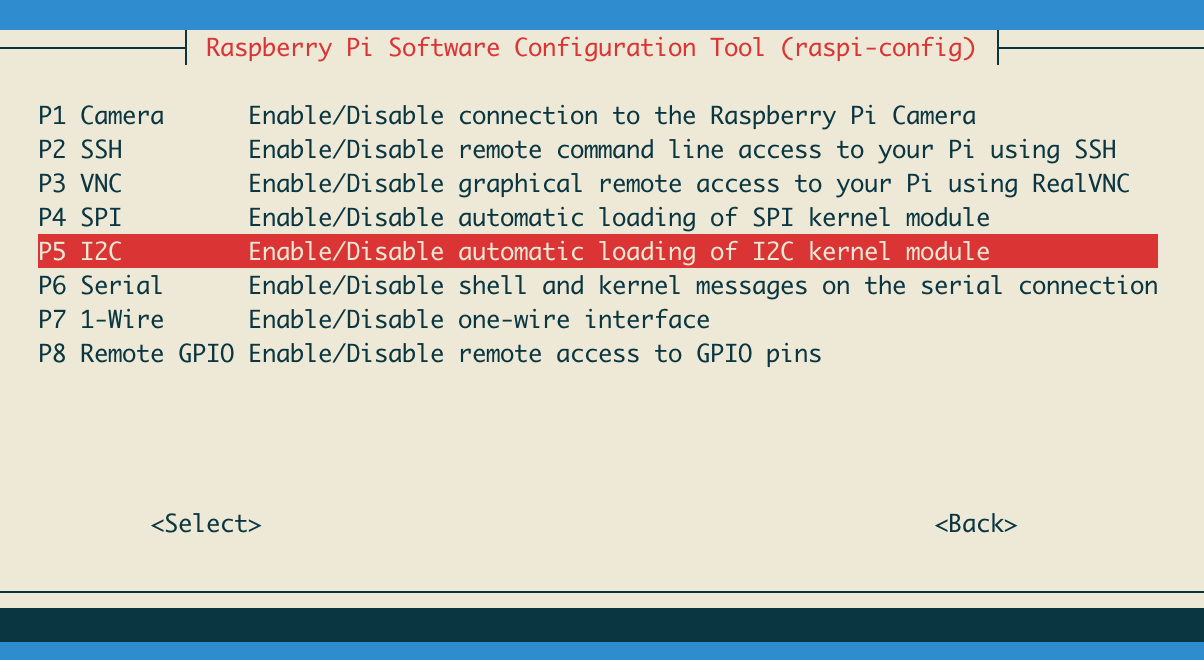 Raspberry Pi Software Configuration Tool (raspi-config)
P1 Camera Enable/Disable connection to the Raspberry Pi Camera
P2 SSH Enable/Disable remote command line access to your Pi using SSH
P3 VNC Enable/Disable graphical remote access to your Pi using RealVNC
P4 SPI Enable/Disable automatic loading of SPI kernel module
P5 I2C Enable/Disable automatic loading of I2C kernel module
P6 Serial Enable/Disable shell and kernel messages on the serial connection
P7 1-Wire Enable/Disable one-wire interface
P8 Remote GPIO Enable/Disable remote access to GPIO pins
<Select> <Back>